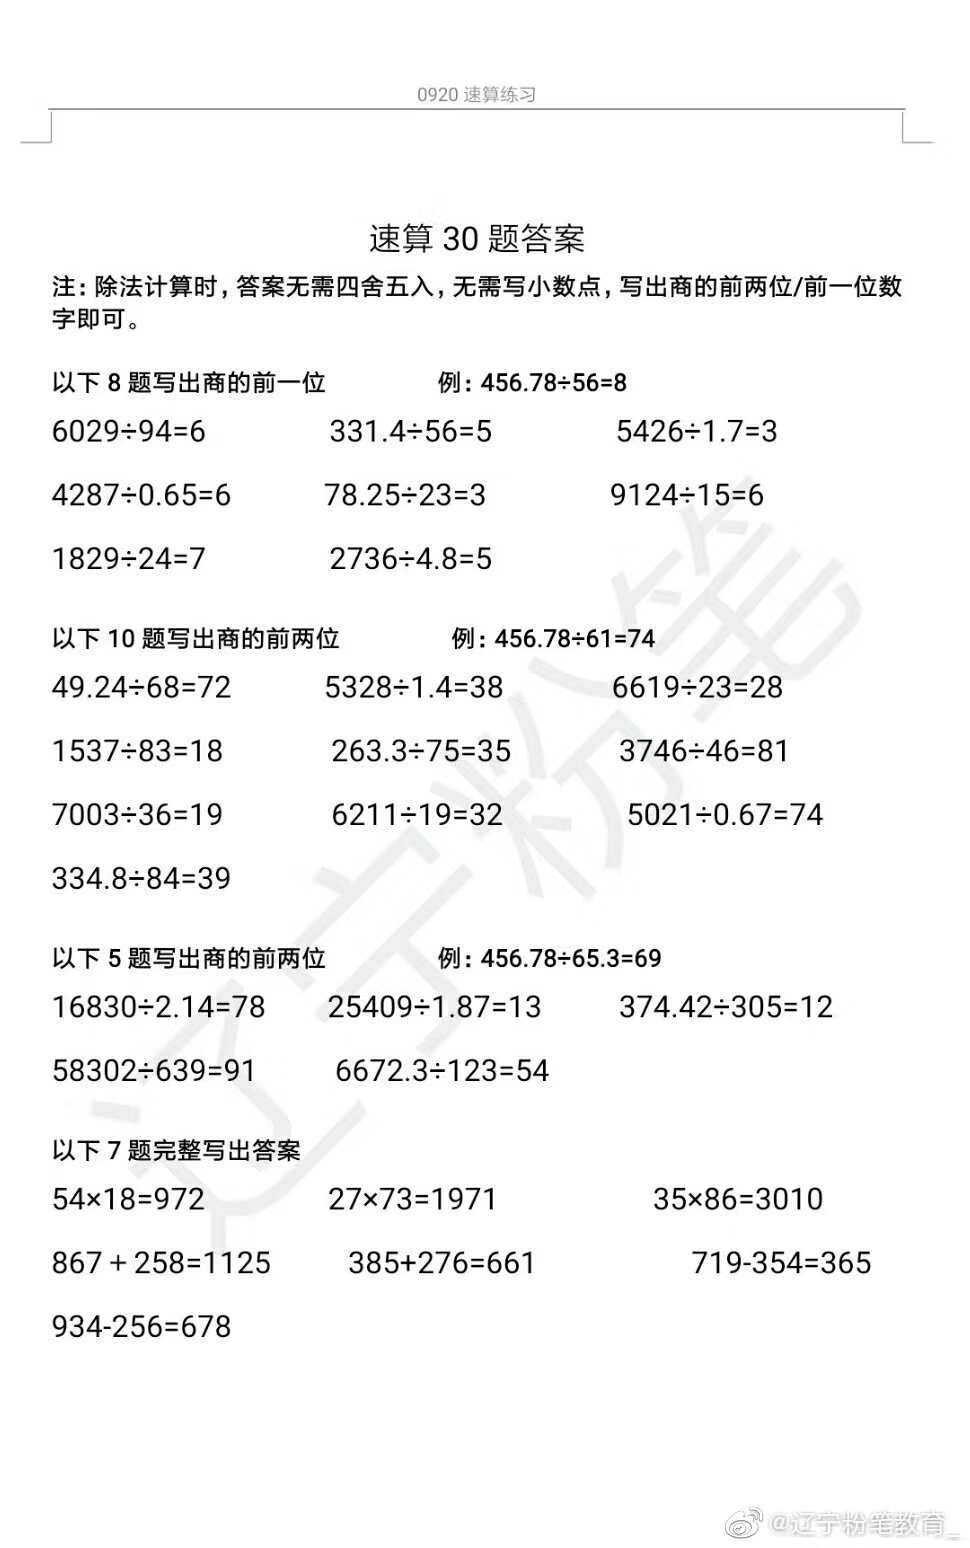 0920 速算练习
速算 30 题答案
注：除法计算时，答案无需四舍五入，无需写小数点，写出商的前两位/前一位数
字即可。
以下 8 题写出商的前一位 例：456.78÷56=8
6029÷94=6 331.4÷56=5 5426÷1.7=3
4287÷0.65=6 78.25÷23=3 9124÷15=6
1829÷24=7 2736÷4.8=5
以下 10 题写出商的前两位 例：456.78÷61=74
49.24÷68=72 5328÷1.4=38 6619÷23=28
1537÷83=18 263.3÷75=35 3746÷46=81
7003÷36=19 6211÷19=32 5021÷0.67=74
334.8÷84=39
以下 5 题写出商的前两位 例：456.78÷65.3=69
16830÷2.14=78 25409÷1.87=13 374.42÷305=12
58302÷639=91 6672.3÷123=54
以下 7 题完整写出答案
54×18=972 27×73=1971 35×86=3010
867＋258=1125 385+276=661 719-354=365
934-256=678
辽宁粉笔
@辽宁粉笔教育_